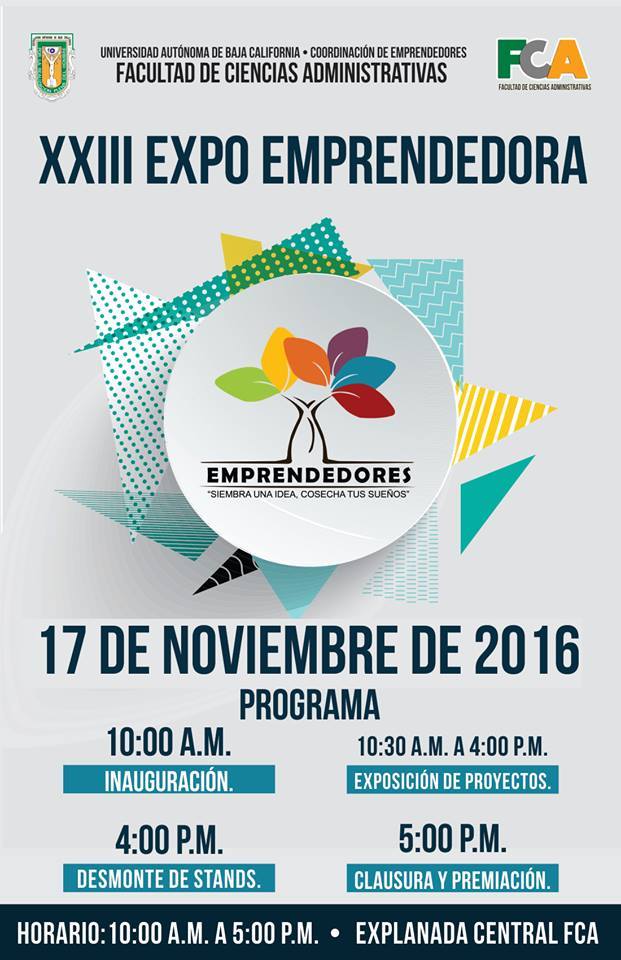 UNIVERSIDAD AUTÓNOMA DE BAJA CALIFORNIA • COORDINACIÓN DE EMPRENDEDORES
FACULTAD DE CIENCIAS ADMINISTRATIVAS
FCA
FACULTAD DE CIENCIAS ADMINISTRATIVAS
XXIII EXPO EMPRENDEDORA
EMPRENDEDORES
"SIEMBRA UNA IDEA, COSECHA TUS SUEÑOS"
17 DE NOVIEMBRE DE 2016
PROGRAMA
10:00 A.M.
INAUGURACIÓN.
10:30 A.M. A 4:00 P.M.
EXPOSICIÓN DE PROYECTOS.
4:00 P.M.
DESMONTE DE STANDS.
5:00 P.M.
CLAUSURA Y PREMIACIÓN.
HORARIO: 10:00 A.M. A 5:00 P.M. • EXPLANADA CENTRAL FCA